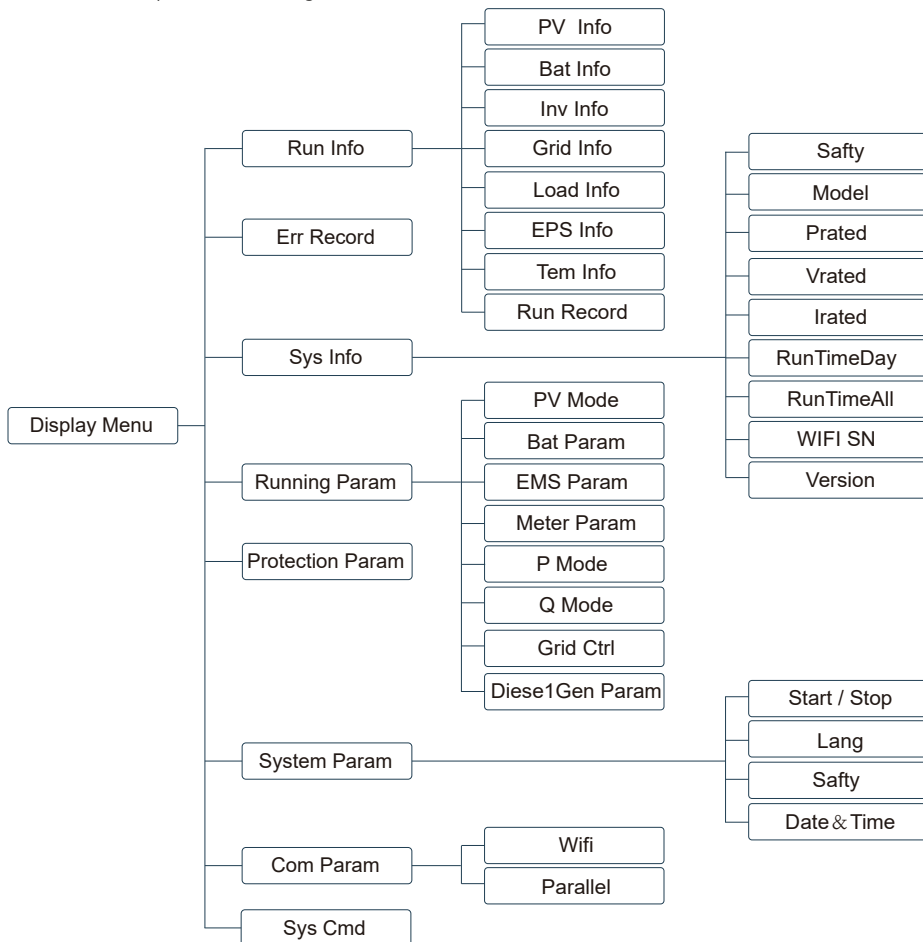 PV Info
Bat Info
Inv Info
Run Info
Grid Info
Load Info
EPS Info
Tem Info
Run Record
Err Record
Sys Info
Safty
Model
Prated
Vrated
Irated
RunTimeDay
RunTimeAll
WIFI SN
Version
Display Menu
Running Param
PV Mode
Bat Param
EMS Param
Meter Param
P Mode
Q Mode
Grid Ctrl
Diese1Gen Param
Protection Param
System Param
Start / Stop
Lang
Safty
Date&Time
Com Param
Wifi
Parallel
Sys Cmd